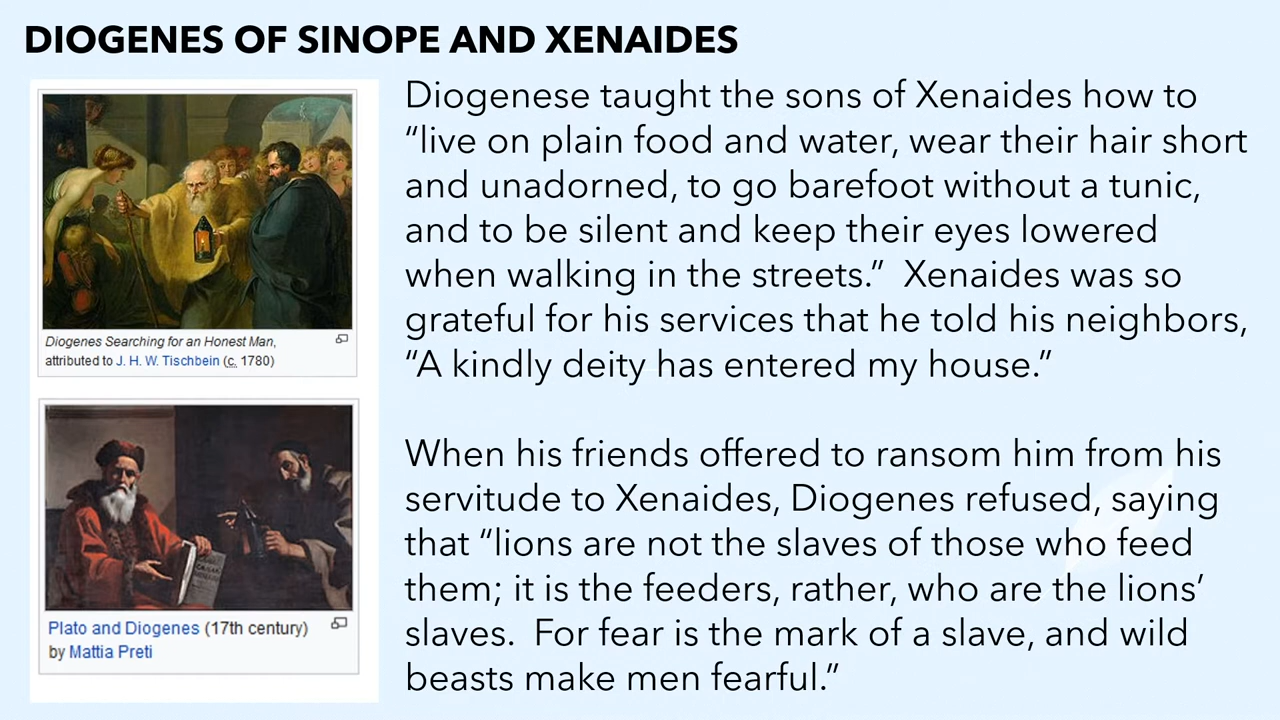 DIOGENES OF SINOPE AND XENAIDES
Diogenes Searching for an Honest Man,
attributed to J. H. W. Tischbein (c. 1780)
Plato and Diogenes (17th century)
by Mattia Preti
Diogenese taught the sons of Xenaides how to
“live on plain food and water, wear their hair short
and unadorned, to go barefoot without a tunic,
and to be silent and keep their eyes lowered
when walking in the streets.” Xenaides was so
grateful for his services that he told his neighbors,
“A kindly deity has entered my house.”
When his friends offered to ransom him from his
servitude to Xenaides, Diogenes refused, saying
that “lions are not the slaves of those who feed
them; it is the feeders, rather, who are the lions’
slaves. For fear is the mark of a slave, and wild
beasts make men fearful.”